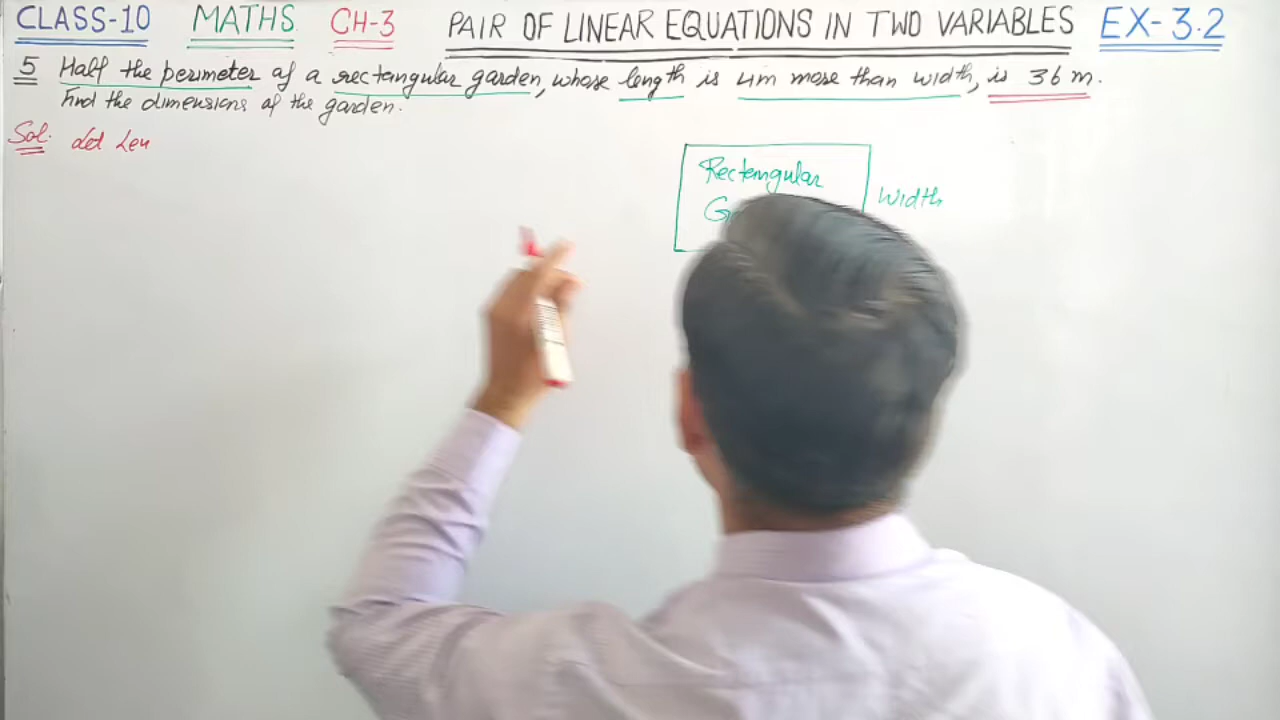 CLASS-10 MATHS CH-3 PAIR OF LINEAR EQUATIONS IN TWO VARIABLES EX-3.2
5 Half the perimeter of a rectangular garden, whose length is 4m more than width, is 36 m.
Find the dimensions of the garden.
Sol. Let Len
Rectangular
Width